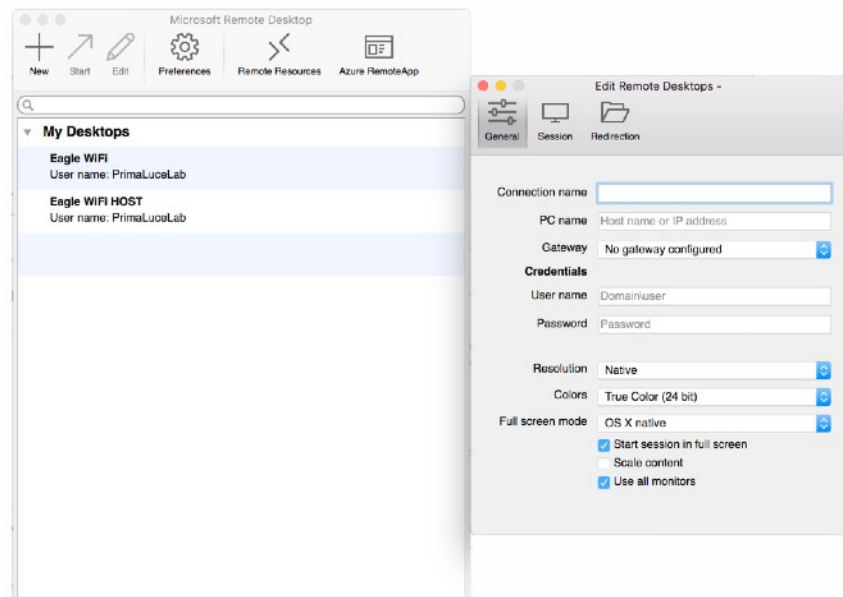 Microsoft Remote Desktop
New Start Edit Preferences Remote Resources Azure RemoteApp
My Desktops
Eagle WiFi
User name: PrimaLuceLab
Eagle WiFi HOST
User name: PrimaLuceLab
Edit Remote Desktops -
General Session Redirection
Connection name
PC name Host name or IP address
Gateway No gateway configured
Credentials
User name Domain\user
Password Password
Resolution Native
Colors True Color (24 bit)
Full screen mode OS X native
Start session in full screen
Scale content
Use all monitors